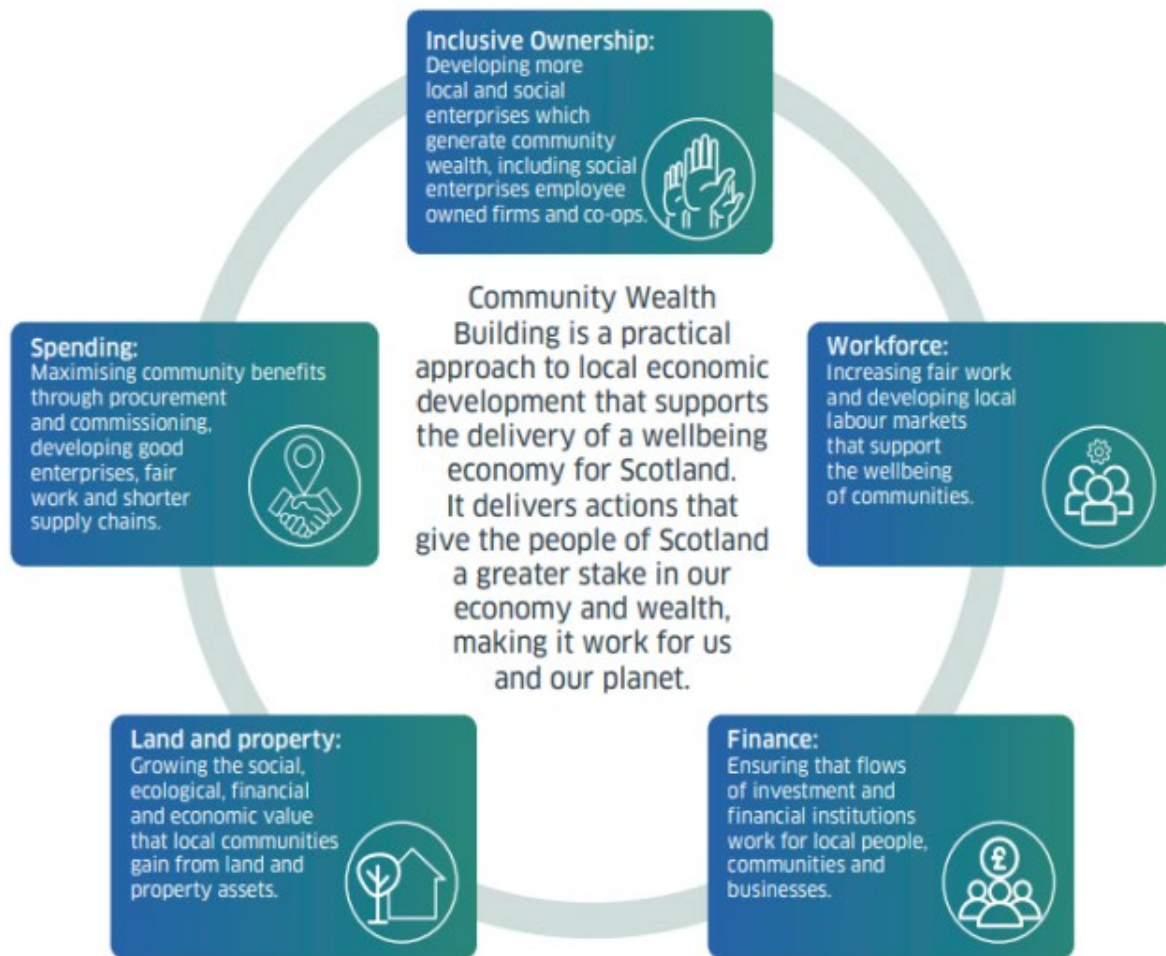 Inclusive Ownership:
Developing more
local and social
enterprises which
generate community
wealth, including social
enterprises employee
owned firms and co-ops.
Spending:
Maximising community benefits
through procurement
and commissioning,
developing good
enterprises, fair
work and shorter
supply chains.
Community Wealth
Building is a practical
approach to local economic
development that supports
the delivery of a wellbeing
economy for Scotland.
It delivers actions that
give the people of Scotland
a greater stake in our
economy and wealth,
making it work for us
and our planet.
Workforce:
Increasing fair work
and developing local
labour markets
that support
the wellbeing
of communities.
Land and property:
Growing the social,
ecological, financial
and economic value
that local communities
gain from land and
property assets.
Finance:
Ensuring that flows
of investment and
financial institutions
work for local people,
communities and
businesses.
£